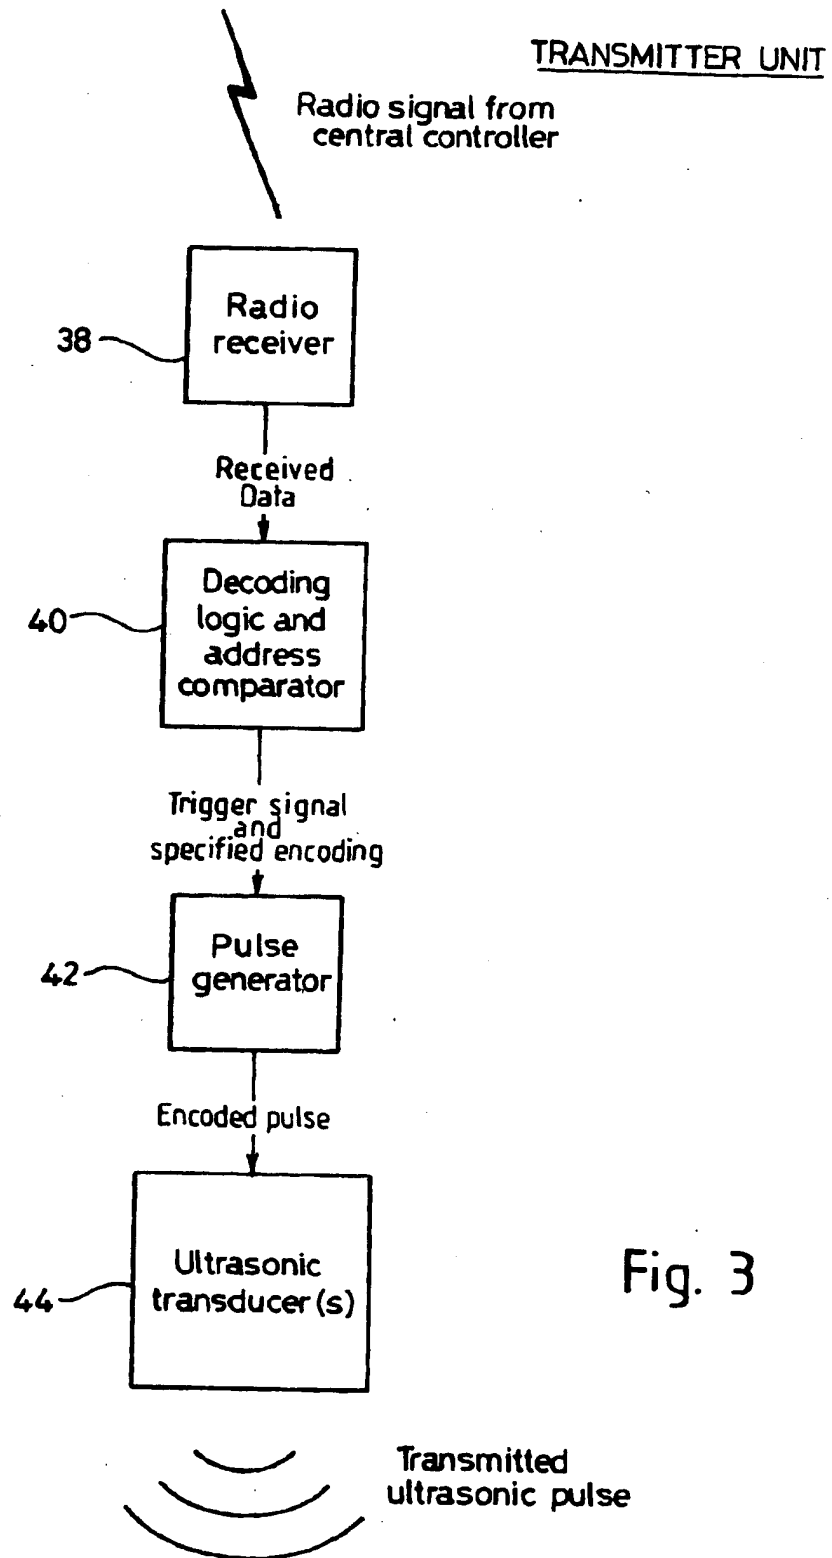 TRANSMITTER UNIT
Radio signal from
central controller
Radio
receiver
38
Received
Data
Decoding
logic and
address
comparator
40
Trigger signal
and
specified encoding
Pulse
generator
42
Encoded pulse
Ultrasonic
transducer(s)
44
Fig. 3
Transmitted
ultrasonic pulse